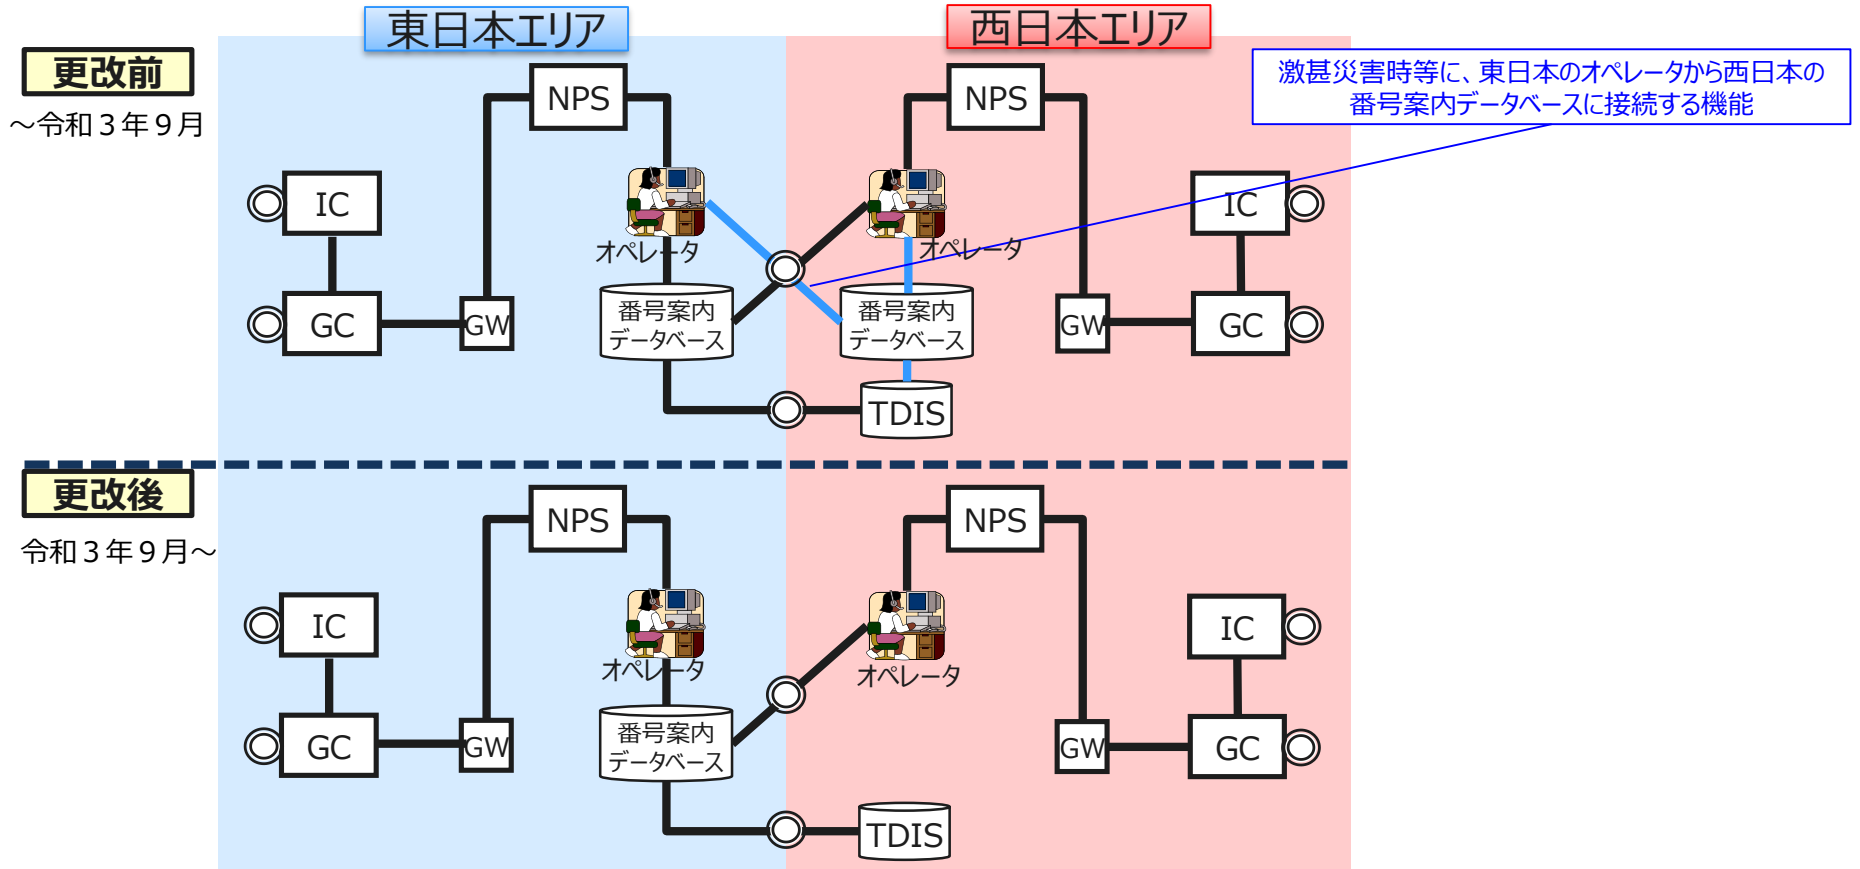 東日本エリア
西日本エリア
更改前
～令和３年９月
激甚災害時等に、東日本のオペレータから西日本の
番号案内データベースに接続する機能
NPS
NPS
IC
オペレータ
オペレータ
IC
GC
GW
番号案内
データベース
番号案内
データベース
GW
GC
TDIS
更改後
令和３年９月～
NPS
NPS
IC
オペレータ
オペレータ
IC
GC
GW
番号案内
データベース
GW
GC
TDIS